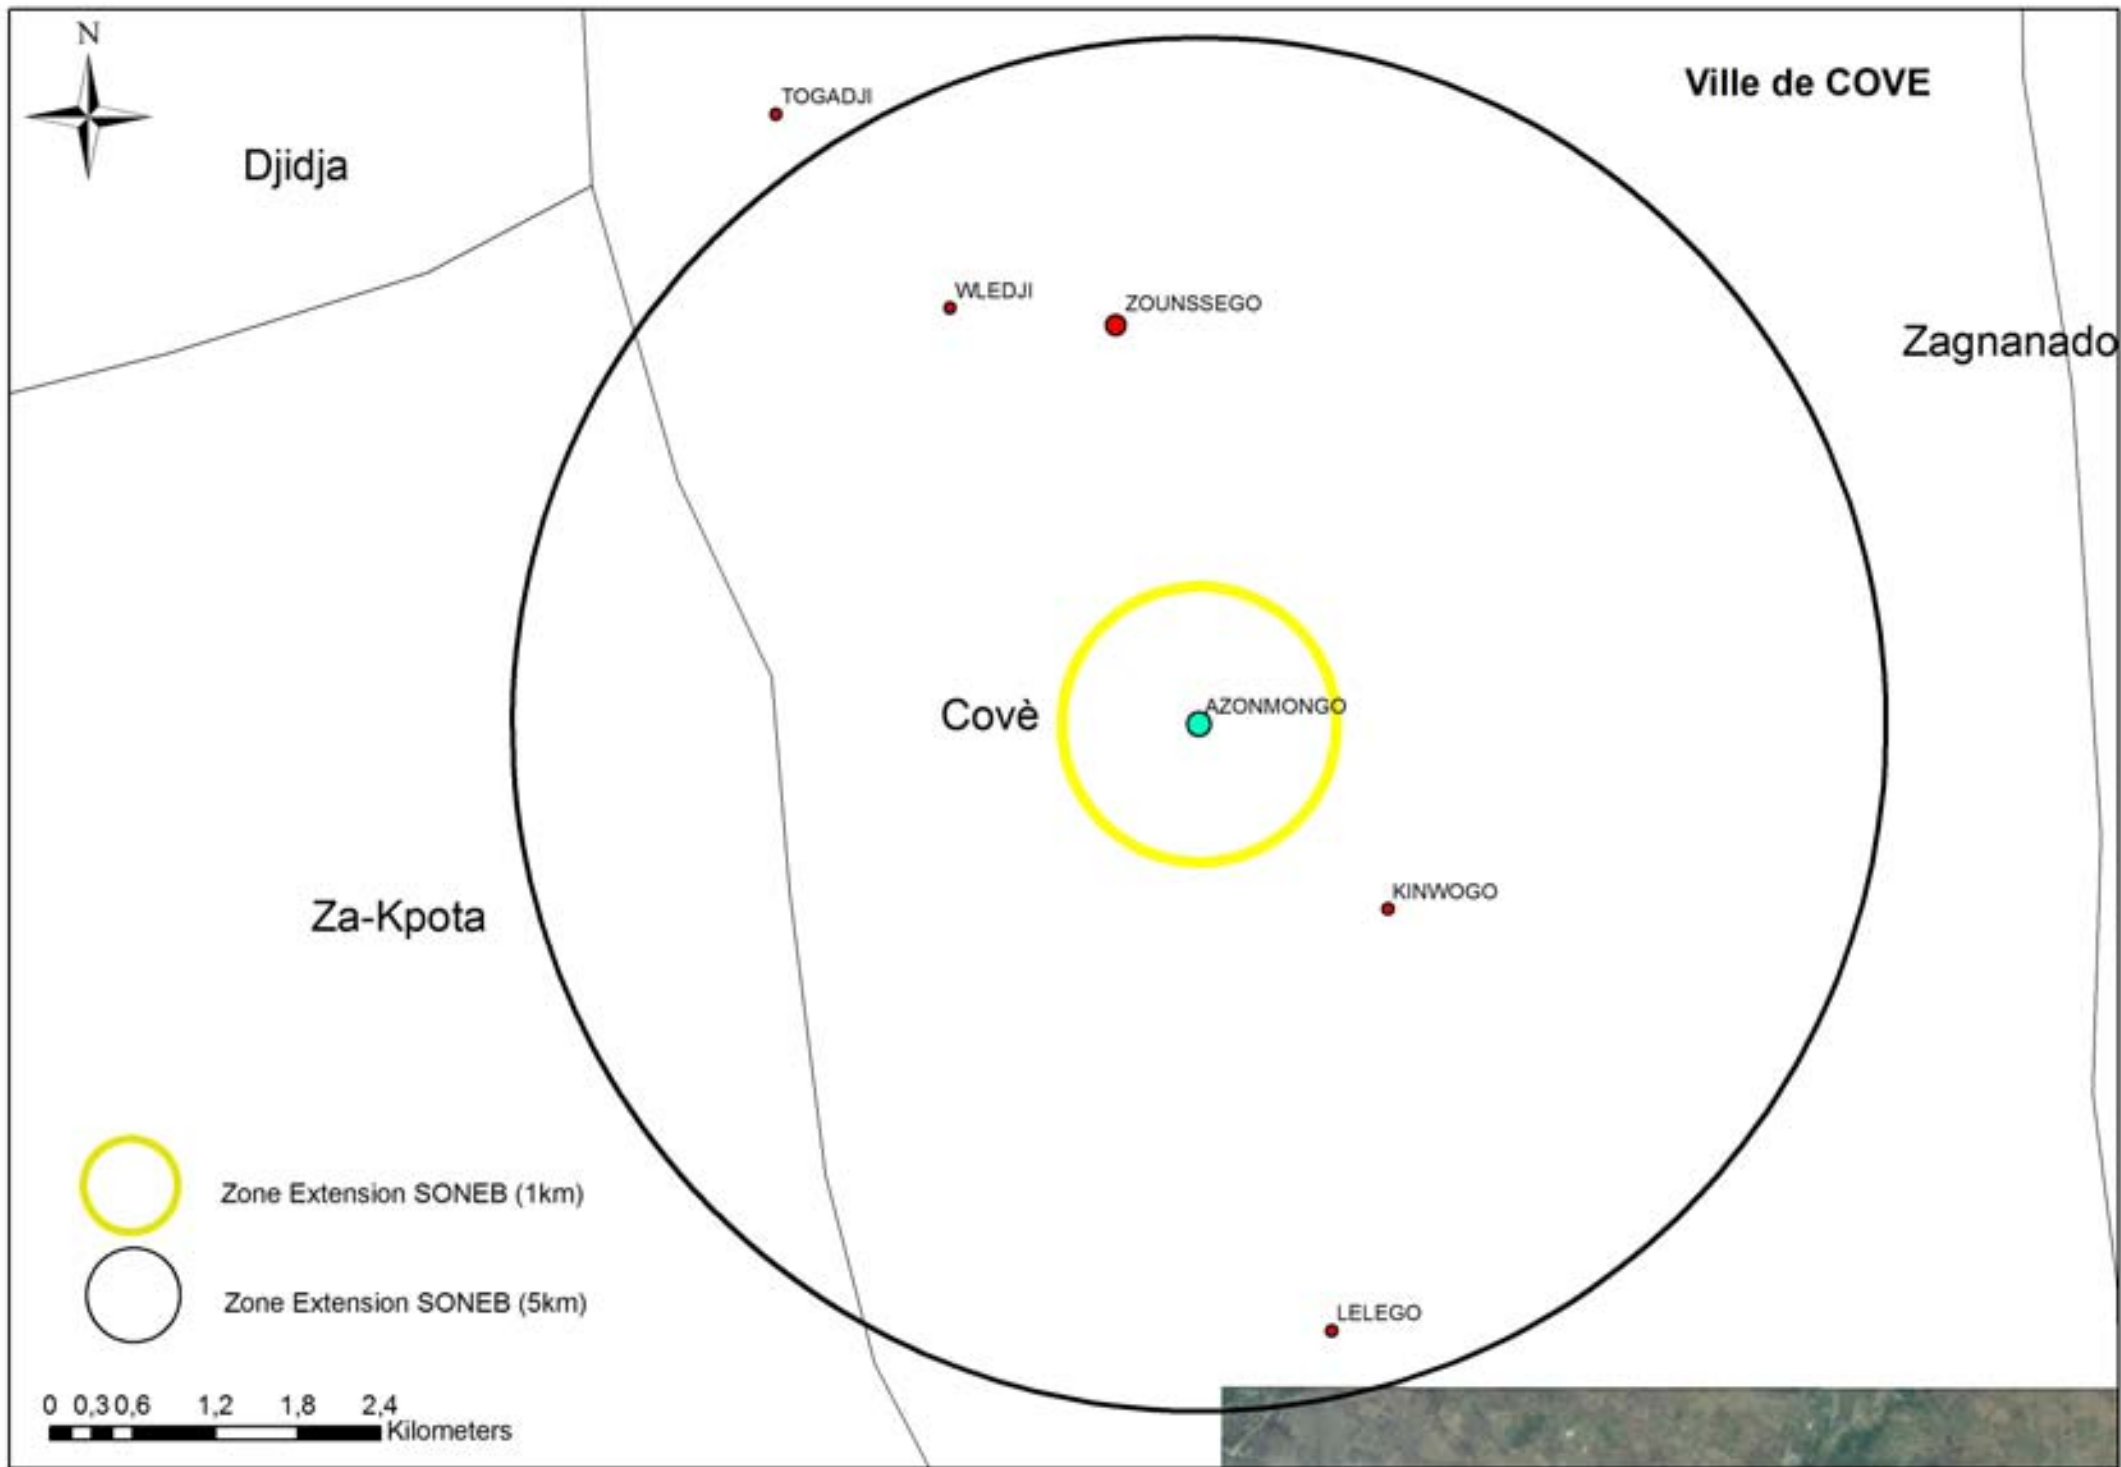 N
Ville de COVE
TOGADJI
Djidja
WLEDJI
ZOUNSSEGO
Zagnanado
Covè
AZONMONGO
KINWOGO
Za-Kpota
Zone Extension SONEB (1km)
Zone Extension SONEB (5km)
LELEGO
0 0,3 0,6 1,2 1,8 2,4
Kilometers